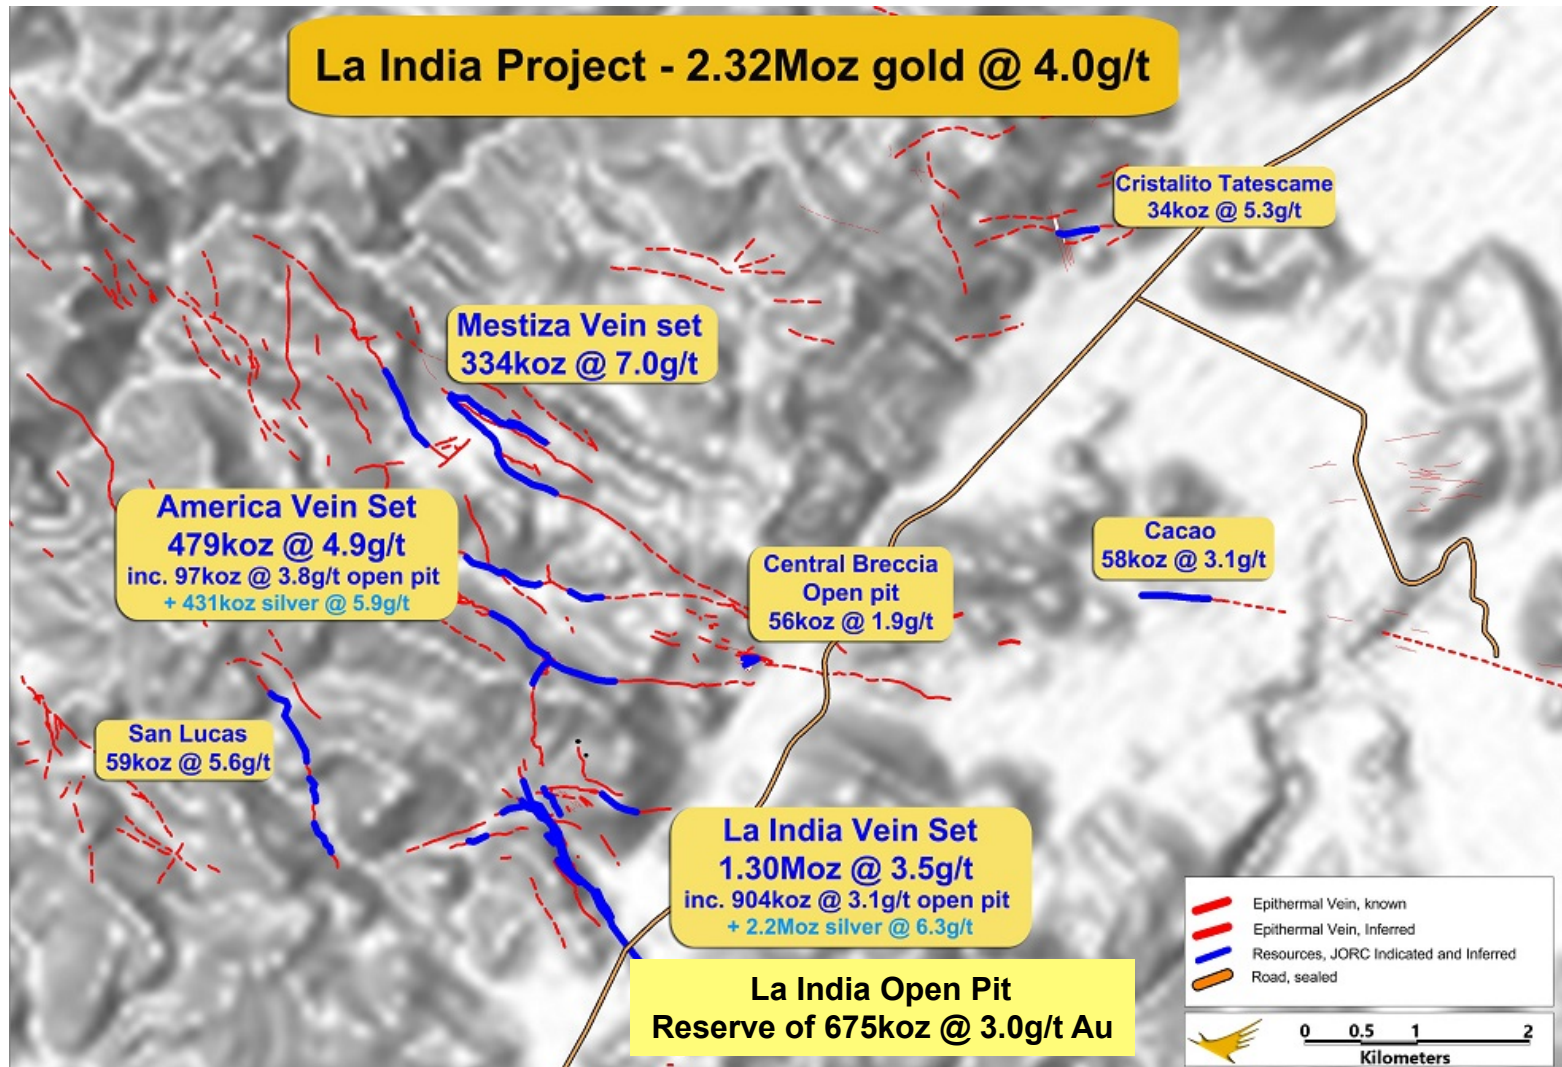 La India Project - 2.32Moz gold @ 4.0g/t
Cristalito Tatescame
34koz @ 5.3g/t
Mestiza Vein set
334koz @ 7.0g/t
America Vein Set
479koz @ 4.9g/t
inc. 97koz @ 3.8g/t open pit
+ 431koz silver @ 5.9g/t
Central Breccia
Open pit
56koz @ 1.9g/t
Cacao
58koz @ 3.1g/t
San Lucas
59koz @ 5.6g/t
La India Vein Set
1.30Moz @ 3.5g/t
inc. 904koz @ 3.1g/t open pit
+ 2.2Moz silver @ 6.3g/t
La India Open Pit
Reserve of 675koz @ 3.0g/t Au
Epithermal Vein, known
Epithermal Vein, Inferred
Resources, JORC Indicated and Inferred
Road, sealed
0 0.5 1 2
Kilometers